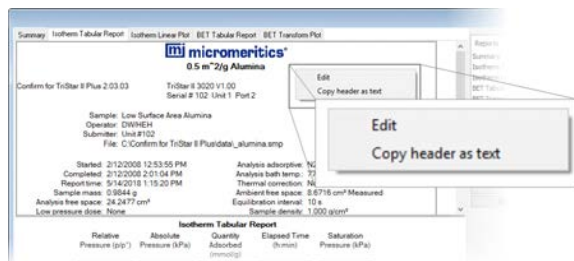 Summary Isotherm Tabular Report Isotherm Linear Plot BET Tabular Report BET Transform Plot
mi micromeritics®
0.5 m^2/g Alumina
Confirm for TriStar II Plus 2.03.03 TriStar II 3020 V1.00
Serial # 102 Unit 1 Port 2
Edit
Copy header as text
Edit
Copy header as text
Sample: Low Surface Area Alumina
Operator: DW/HEH
Submitter: Unit #102
File: C:\Confirm for TriStar II Plus\data\_alumina.smp
Started: 2/12/2008 12:53:55 PM Analysis adsorptive: N2
Completed: 2/12/2008 2:01:04 PM Analysis bath temp.: 77
Report time: 5/14/2018 1:15:20 PM Thermal correction: No
Sample mass: 0.9844 g Ambient free space: 8.6716 cm³ Measured
Analysis free space: 24.2477 cm³ Equilibration interval: 10 s
Low pressure dose: None Sample density: 1.000 g/cm³
Isotherm Tabular Report
Relative Absolute Quantity Elapsed Time Saturation
Pressure (p/p°) Pressure (kPa) Adsorbed (h:min) Pressure (kPa)
(mmol/g)